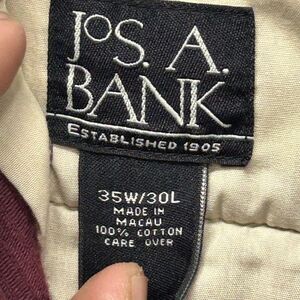 JOS. A.
BANK
ESTABLISHED 1905
35W/30L
MADE IN
MACAU
100% COTTON
CARE OVER